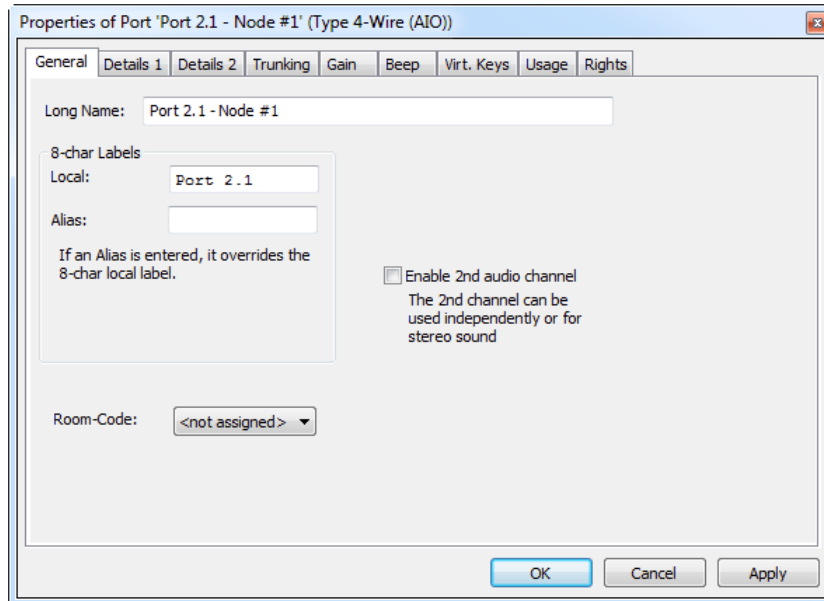 Properties of Port 'Port 2.1 - Node #1' (Type 4-Wire (AIO))
x
General Details 1 Details 2 Trunking Gain Beep Virt. Keys Usage Rights
Long Name: Port 2.1 - Node #1
8-char Labels
Local: Port 2.1
Alias:
If an Alias is entered, it overrides the
8-char local label.
Enable 2nd audio channel
The 2nd channel can be
used independently or for
stereo sound
Room-Code: <not assigned>
OK Cancel Apply